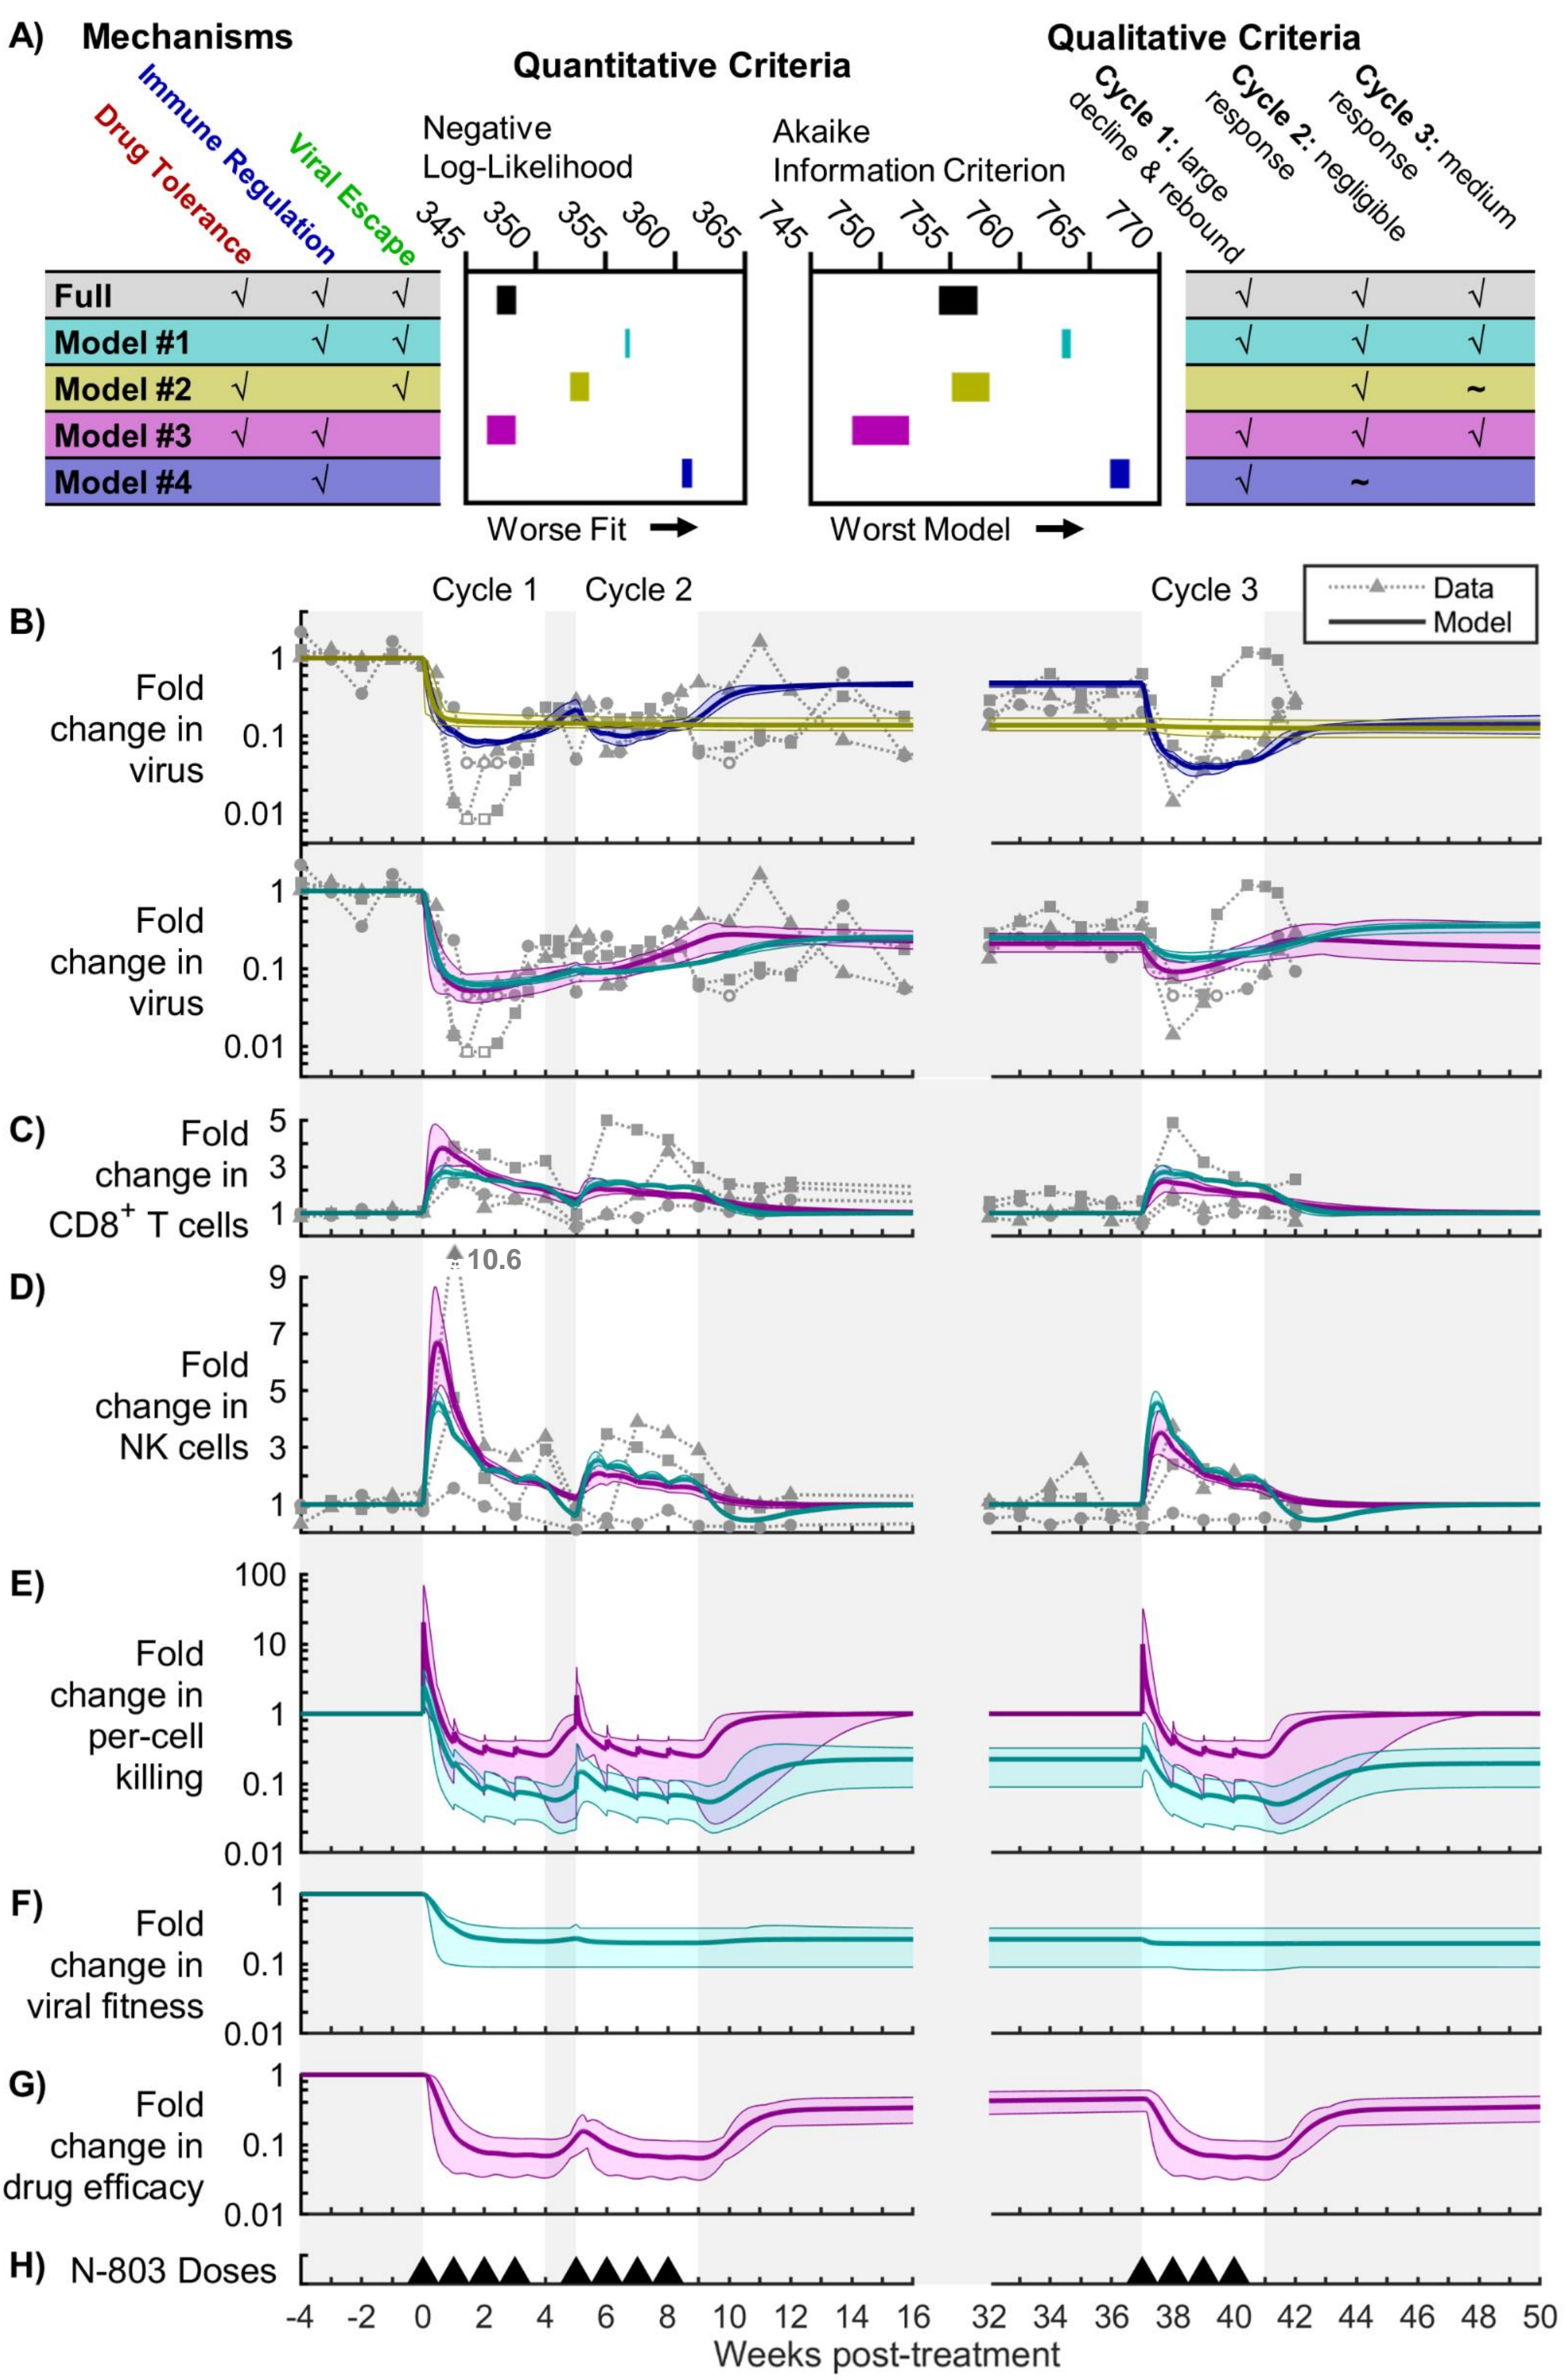 A)
Mechanisms
Drug Tolerance
Immune Regulation
Viral Escape
Quantitative Criteria
Negative
Log-Likelihood
345 350 355 360 365
Akaike
Information Criterion
745 750 755 760 765 770
Qualitative Criteria
Cycle 1: large
decline & rebound
Cycle 2: negligible
response
Cycle 3: medium
response
Full √ √ √ √ √ √
Model #1 √ √ √ √ √
Model #2 √ √ √ ~
Model #3 √ √ √ √ √
Model #4 √ √ ~
Worse Fit →
Worst Model →
Cycle 1
Cycle 2
Cycle 3
Data
Model
B)
Fold
change in
virus
1
0.1
0.01
Fold
change in
virus
1
0.1
0.01
C)
Fold
change in
CD8+ T cells
5
3
1
10.6
D)
Fold
change in
NK cells
9
7
5
3
1
E)
Fold
change in
per-cell
killing
100
10
1
0.1
0.01
F)
Fold
change in
viral fitness
1
0.1
0.01
G)
Fold
change in
drug efficacy
1
0.1
0.01
H) N-803 Doses
-4 -2 0 2 4 6 8 10 12 14 16 32 34 36 38 40 42 44 46 48 50
Weeks post-treatment